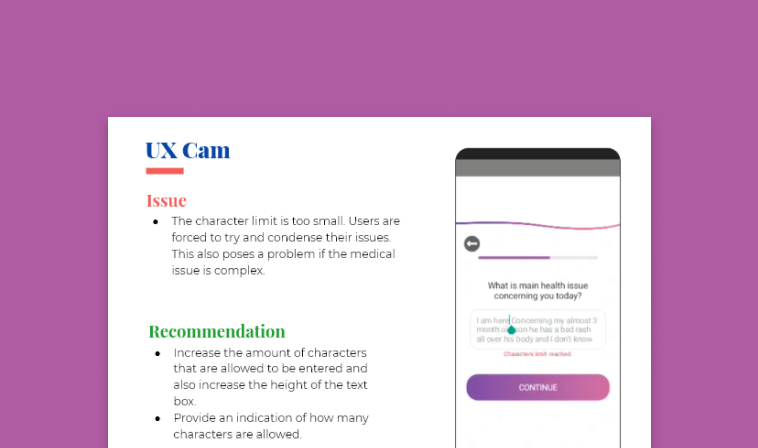 UX Cam
Issue
● The character limit is too small. Users are
forced to try and condense their issues.
This also poses a problem if the medical
issue is complex.
Recommendation
● Increase the amount of characters
that are allowed to be entered and
also increase the height of the text
box.
● Provide an indication of how many
characters are allowed.
What is main health issue
concerning you today?
I am here Concerning my almost 3
month old son he has a bad rash
all over his body and I don't know
Characters limit reached.
CONTINUE